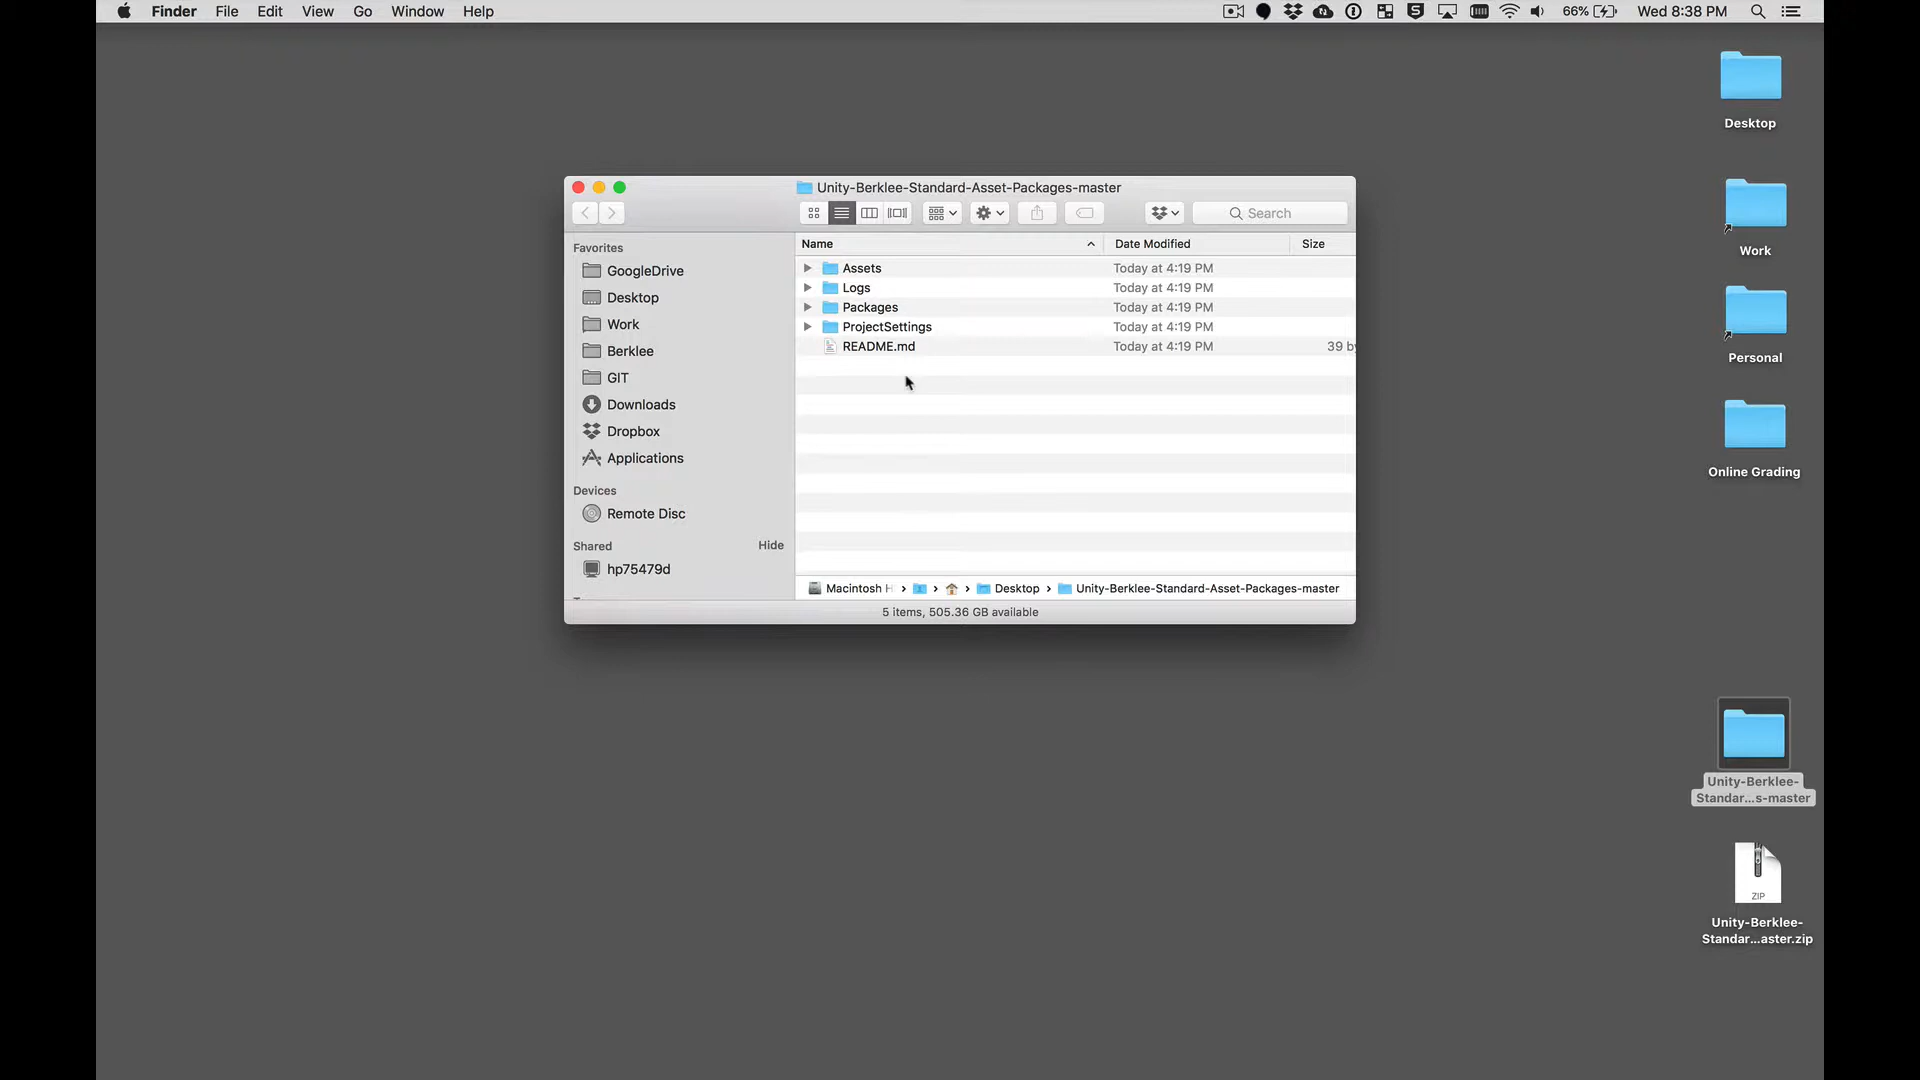 Finder File Edit View Go Window Help 66% Wed 8:38 PM
Desktop
Work
Personal
Online Grading
Unity-Berklee-
Standar...s-master
ZIP
Unity-Berklee-
Standar...aster.zip
Unity-Berklee-Standard-Asset-Packages-master
Search
Favorites
GoogleDrive
Desktop
Work
Berklee
GIT
Downloads
Dropbox
Applications
Devices
Remote Disc
Shared Hide
hp75479d
Name Date Modified Size
Assets Today at 4:19 PM
Logs Today at 4:19 PM
Packages Today at 4:19 PM
ProjectSettings Today at 4:19 PM
README.md Today at 4:19 PM 39 by
Macintosh H › › › Desktop › Unity-Berklee-Standard-Asset-Packages-master
5 items, 505.36 GB available